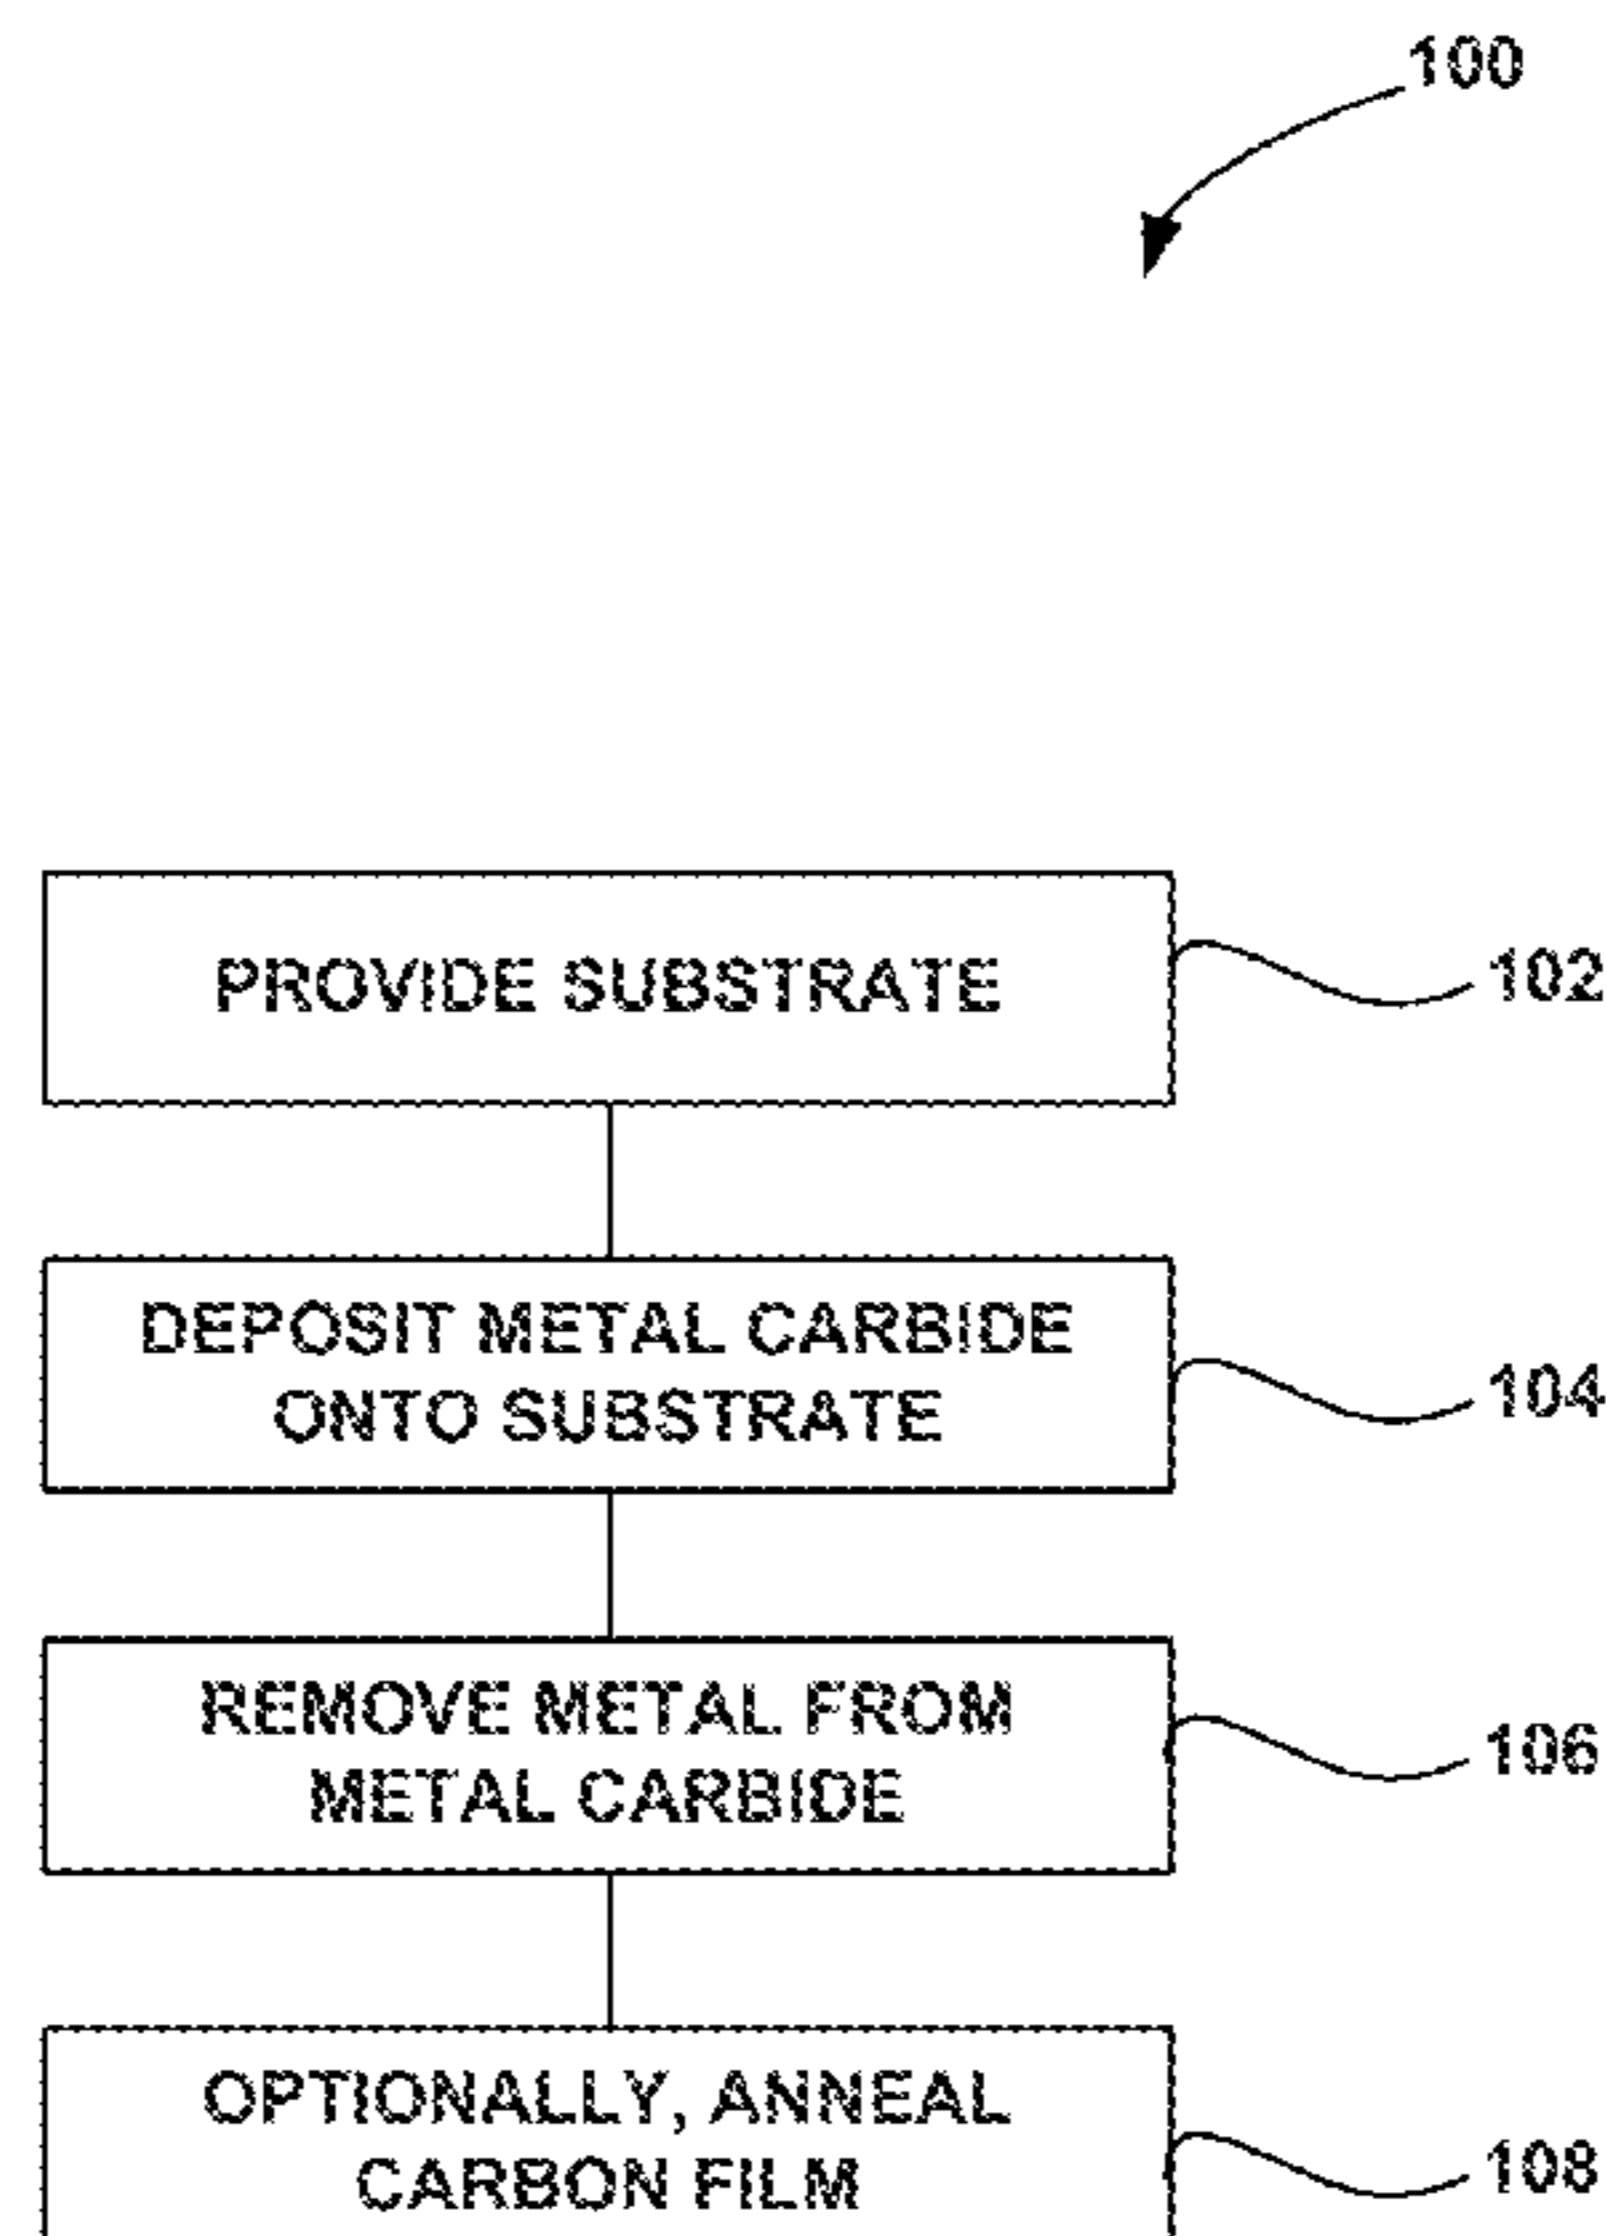 100
PROVIDE SUBSTRATE
102
DEPOSIT METAL CARBIDE
ONTO SUBSTRATE
104
REMOVE METAL FROM
METAL CARBIDE
106
OPTIONALLY, ANNEAL
CARBON FILM
108